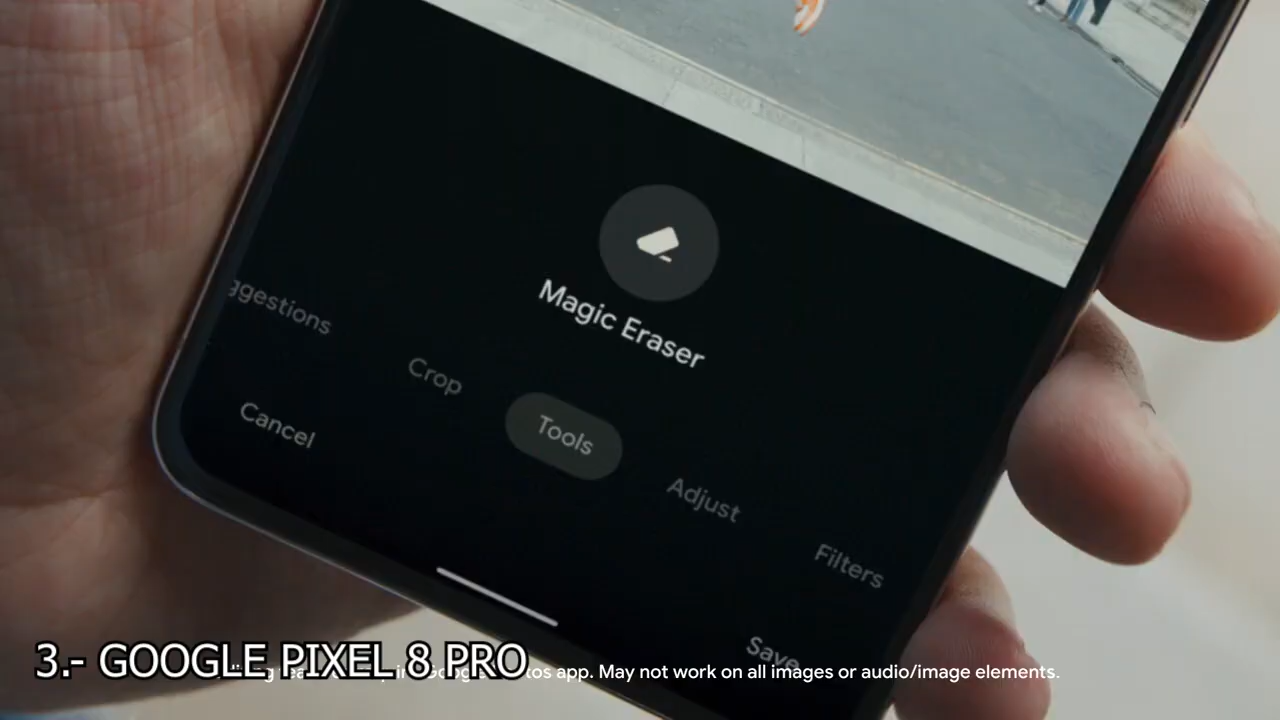 Magic Eraser
ggestions
Crop
Tools
Adjust
Filters
Cancel
Save
3.- GOOGLE PIXEL 8 PRO
app. May not work on all images or audio/image elements.